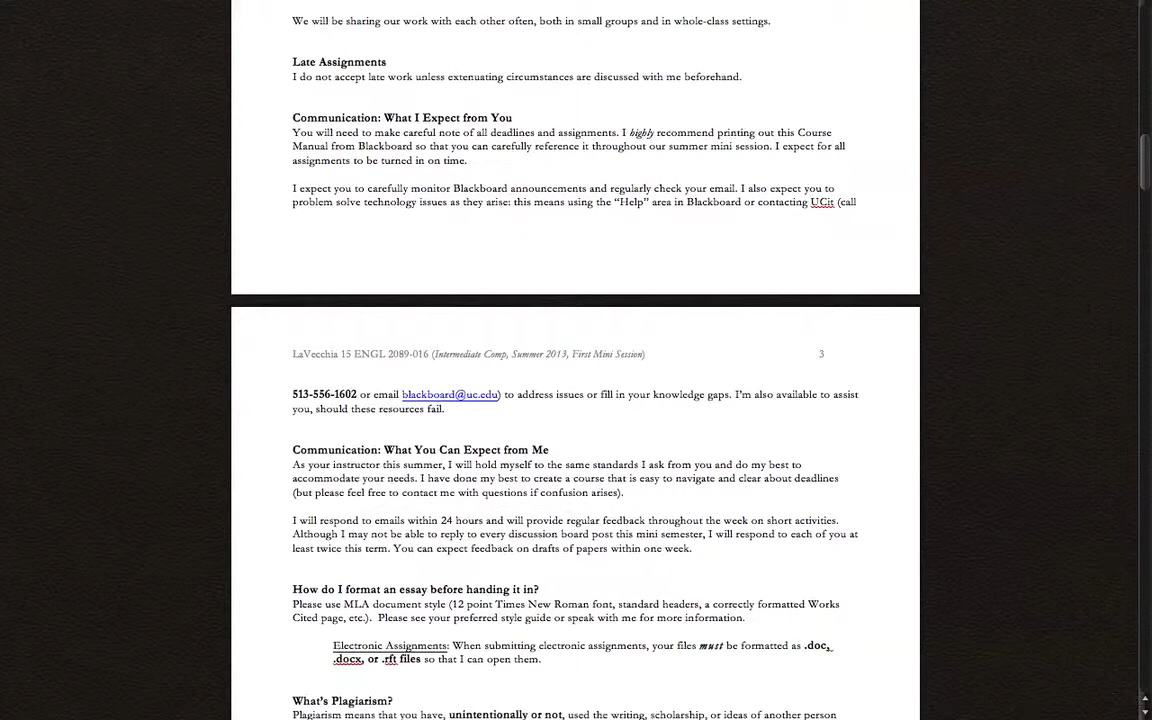 We will be sharing our work with each other often, both in small groups and in whole-class settings.
Late Assignments
I do not accept late work unless extenuating circumstances are discussed with me beforehand.
Communication: What I Expect from You
You will need to make careful note of all deadlines and assignments. I highly recommend printing out this Course
Manual from Blackboard so that you can carefully reference it throughout our summer mini session. I expect for all
assignments to be turned in on time.
I expect you to carefully monitor Blackboard announcements and regularly check your email. I also expect you to
problem solve technology issues as they arise: this means using the “Help” area in Blackboard or contacting UCit (call
LaVecchia 15 ENGL 2089-016 (Intermediate Comp, Summer 2013, First Mini Session) 3
513-556-1602 or email blackboard@uc.edu) to address issues or fill in your knowledge gaps. I’m also available to assist
you, should these resources fail.
Communication: What You Can Expect from Me
As your instructor this summer, I will hold myself to the same standards I ask from you and do my best to
accommodate your needs. I have done my best to create a course that is easy to navigate and clear about deadlines
(but please feel free to contact me with questions if confusion arises).
I will respond to emails within 24 hours and will provide regular feedback throughout the week on short activities.
Although I may not be able to reply to every discussion board post this mini semester, I will respond to each of you at
least twice this term. You can expect feedback on drafts of papers within one week.
How do I format an essay before handing it in?
Please use MLA document style (12 point Times New Roman font, standard headers, a correctly formatted Works
Cited page, etc.). Please see your preferred style guide or speak with me for more information.
Electronic Assignments: When submitting electronic assignments, your files must be formatted as .doc,
.docx, or .rft files so that I can open them.
What’s Plagiarism?
Plagiarism means that you have, unintentionally or not, used the writing, scholarship, or ideas of another person